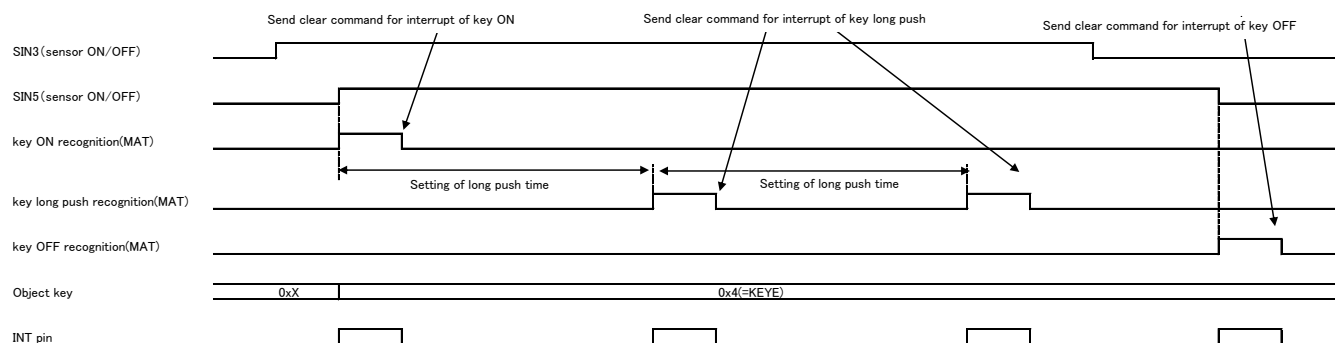 Send clear command for interrupt of key ON
Send clear command for interrupt of key long push
Send clear command for interrupt of key OFF
SIN3(sensor ON/OFF)
SIN5(sensor ON/OFF)
key ON recognition(MAT)
Setting of long push time
Setting of long push time
key long push recognition(MAT)
key OFF recognition(MAT)
Object key
0xX
0x4(=KEYE)
INT pin